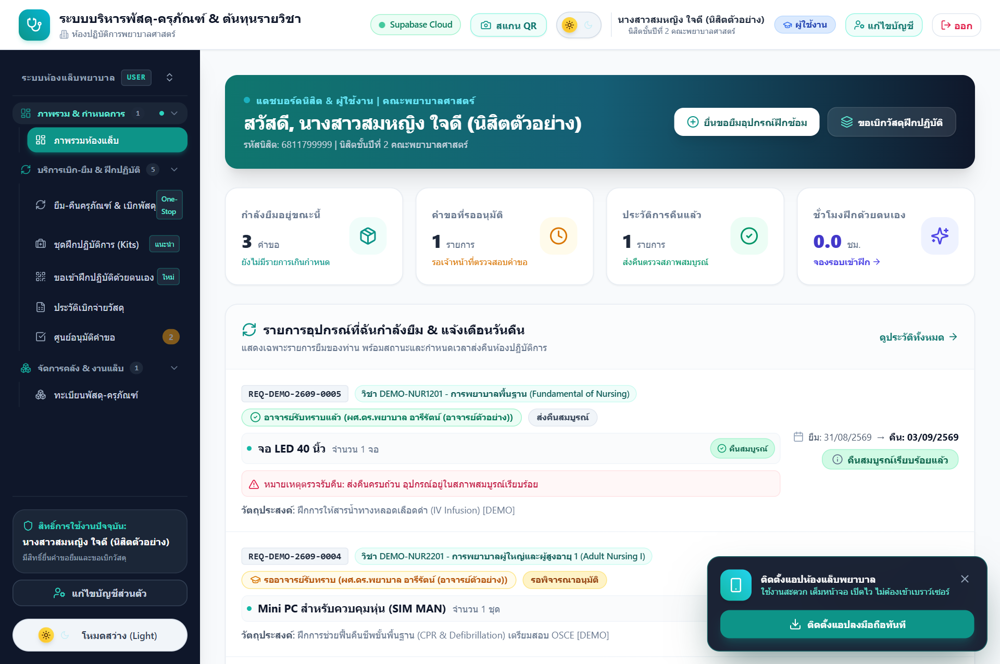 ระบบบริหารพัสดุ-ครุภัณฑ์ & ต้นทุนรายวิชา
ห้องปฏิบัติการพยาบาลศาสตร์
Supabase Cloud
สแกน QR
นางสาวสมหญิง ใจดี (นิสิตตัวอย่าง)
นิสิตชั้นปีที่ 2 คณะพยาบาลศาสตร์
ผู้ใช้งาน
แก้ไขบัญชี
ออก
ระบบห้องแล็บพยาบาล
USER
ภาพรวม & กำหนดการ 1
ภาพรวมห้องแล็บ
บริการเบิก-ยืม & ฝึกปฏิบัติ 5
ยืม-คืนครุภัณฑ์ & เบิกพัสดุ
One-
Stop
ชุดฝึกปฏิบัติการ (Kits)
แนะนำ
ขอเข้าฝึกปฏิบัติด้วยตนเอง
ใหม่
ประวัติเบิกจ่ายวัสดุ
ศูนย์อนุมัติคำขอ
2
จัดการคลัง & งานแล็บ 1
ทะเบียนพัสดุ-ครุภัณฑ์
สิทธิ์การใช้งานปัจจุบัน:
นางสาวสมหญิง ใจดี (นิสิตตัวอย่าง)
มีสิทธิ์ยื่นคำขอยืมและขอเบิกวัสดุ
แก้ไขบัญชีส่วนตัว
โหมดสว่าง (Light)
แดชบอร์ดนิสิต & ผู้ใช้งาน | คณะพยาบาลศาสตร์
สวัสดี, นางสาวสมหญิง ใจดี (นิสิตตัวอย่าง)
รหัสนิสิต: 6811799999 | นิสิตชั้นปีที่ 2 คณะพยาบาลศาสตร์
ยื่นขอยืมอุปกรณ์ฝึกซ้อม
ขอเบิกวัสดุฝึกปฏิบัติ
กำลังยืมอยู่ขณะนี้
3 คำขอ
ยังไม่มีรายการเกินกำหนด
คำขอที่รออนุมัติ
1 รายการ
รอเจ้าหน้าที่ตรวจสอบคำขอ
ประวัติการคืนแล้ว
1 รายการ
ส่งคืนตรวจสภาพสมบูรณ์
ชั่วโมงฝึกด้วยตนเอง
0.0 ชม.
จองรอบเข้าฝึก →
รายการอุปกรณ์ที่ฉันกำลังยืม & แจ้งเตือนวันคืน
แสดงเฉพาะรายการยืมของท่าน พร้อมสถานะและกำหนดเวลาส่งคืนห้องปฏิบัติการ
ดูประวัติทั้งหมด →
REQ-DEMO-2609-0005
วิชา DEMO-NUR1201 - การพยาบาลพื้นฐาน (Fundamental of Nursing)
อาจารย์รับทราบแล้ว (ผศ.ดร.พยาบาล อารีรัตน์ (อาจารย์ตัวอย่าง))
ส่งคืนสมบูรณ์
จอ LED 40 นิ้ว จำนวน 1 จอ
คืนสมบูรณ์
ยืม: 31/08/2569 → คืน: 03/09/2569
คืนสมบูรณ์เรียบร้อยแล้ว
หมายเหตุตรวจรับคืน: ส่งคืนครบถ้วน อุปกรณ์อยู่ในสภาพสมบูรณ์เรียบร้อย
วัตถุประสงค์: ฝึกการให้สารน้ำทางหลอดเลือดดำ (IV Infusion) [DEMO]
REQ-DEMO-2609-0004
วิชา DEMO-NUR2201 - การพยาบาลผู้ใหญ่และผู้สูงอายุ 1 (Adult Nursing I)
รออาจารย์รับทราบ (ผศ.ดร.พยาบาล อารีรัตน์ (อาจารย์ตัวอย่าง))
รอพิจารณาอนุมัติ
Mini PC สำหรับควบคุมหุ่น (SIM MAN) จำนวน 1 ชุด
วัตถุประสงค์: ฝึกการช่วยฟื้นคืนชีพขั้นพื้นฐาน (CPR & Defibrillation) เตรียมสอบ OSCE [DEMO]
ติดตั้งแอปห้องแล็บพยาบาล
ใช้งานสะดวก เต็มหน้าจอ เปิดไว ไม่ต้องเข้าเบราว์เซอร์
ติดตั้งแอปลงมือถือทันที